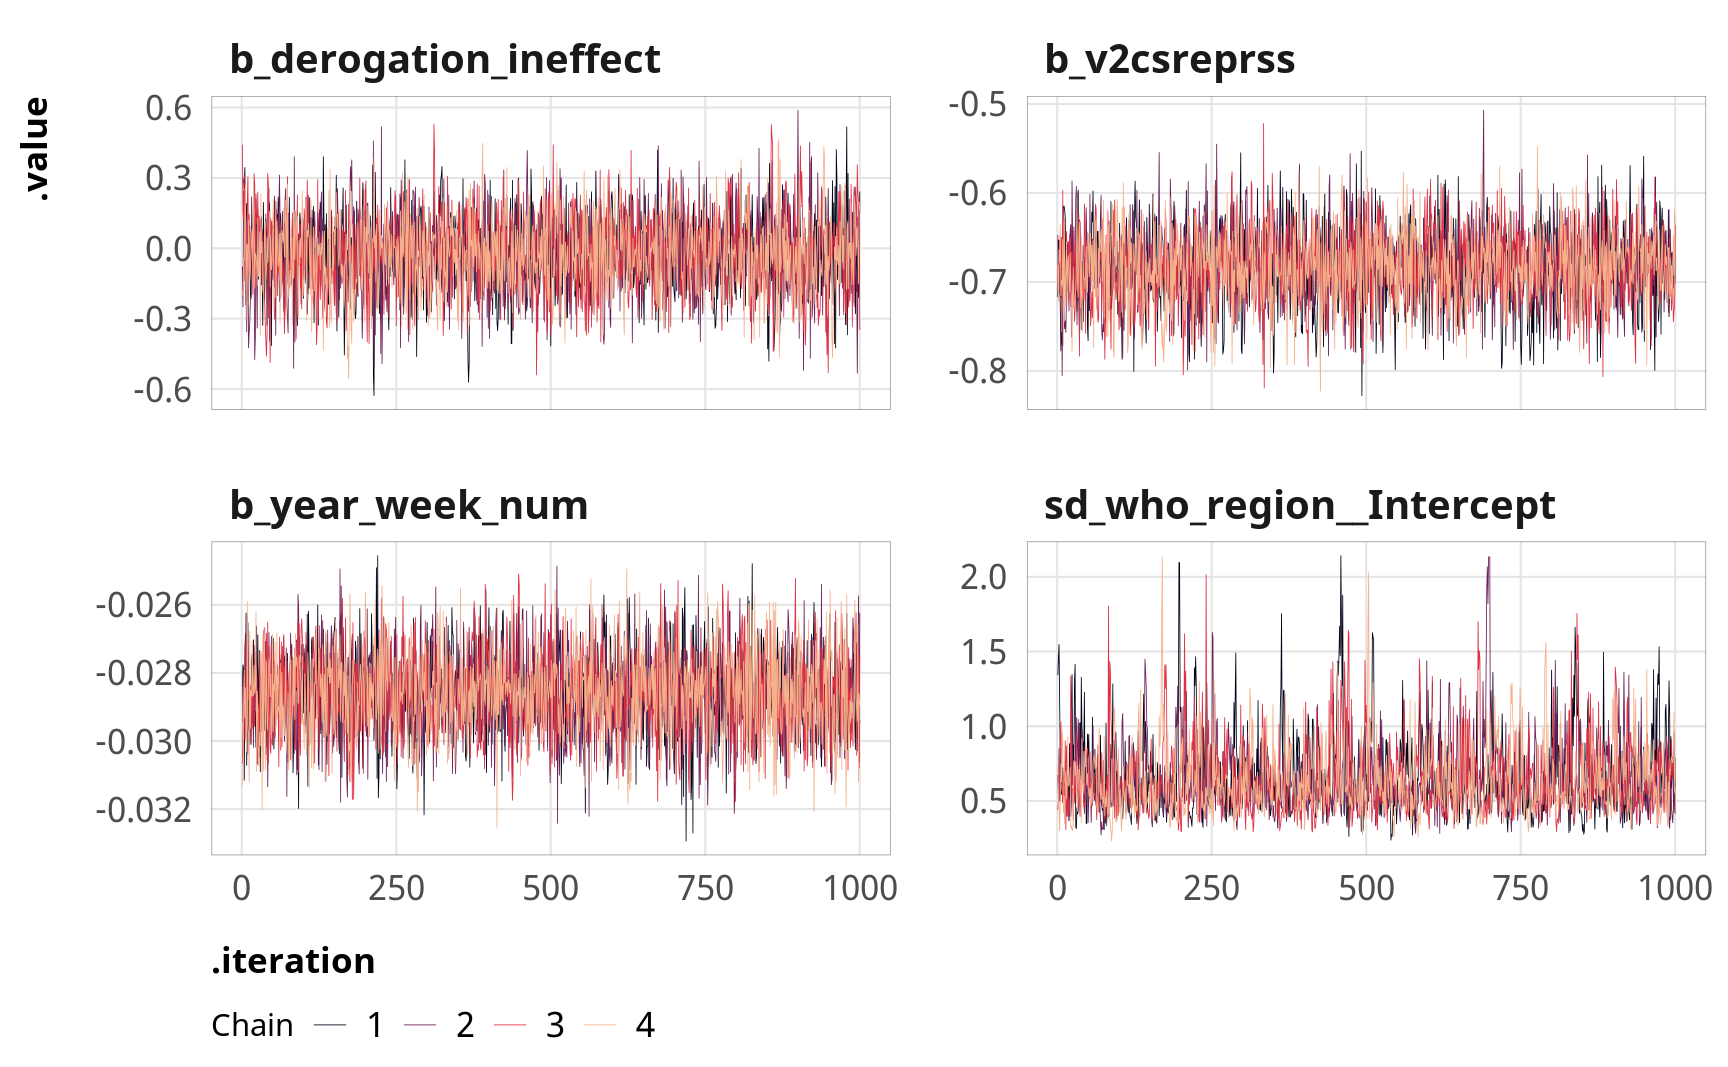 b_derogation_ineffect
b_v2csreprss
.value
0.6
0.3
0.0
-0.3
-0.6
-0.5
-0.6
-0.7
-0.8
b_year_week_num
sd_who_region__Intercept
-0.026
-0.028
-0.030
-0.032
2.0
1.5
1.0
0.5
0 250 500 750 1000
0 250 500 750 1000
.iteration
Chain 1 2 3 4